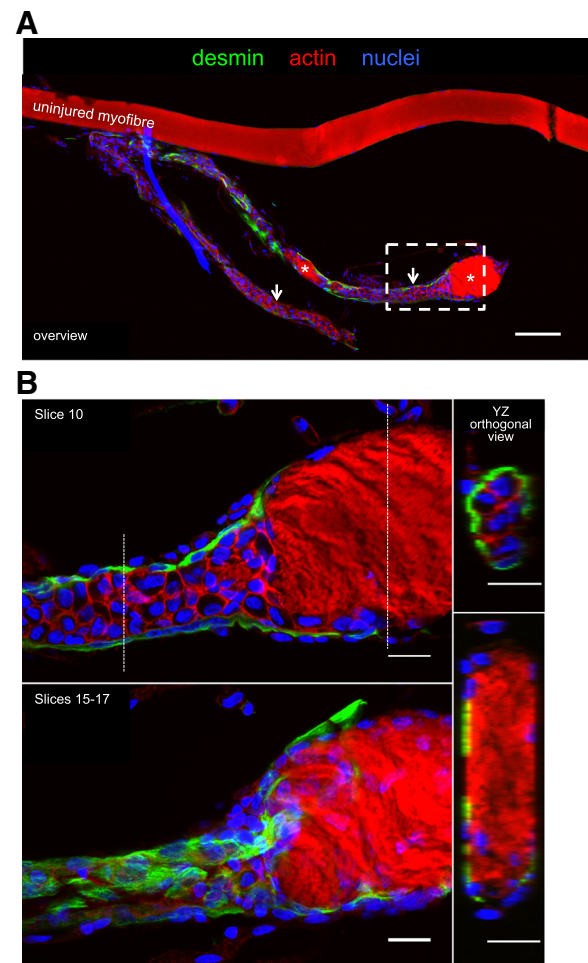 A
desmin actin nuclei
uninjured myofibre
*
*
overview
B
Slice 10
YZ
orthogonal
view
Slices 15-17